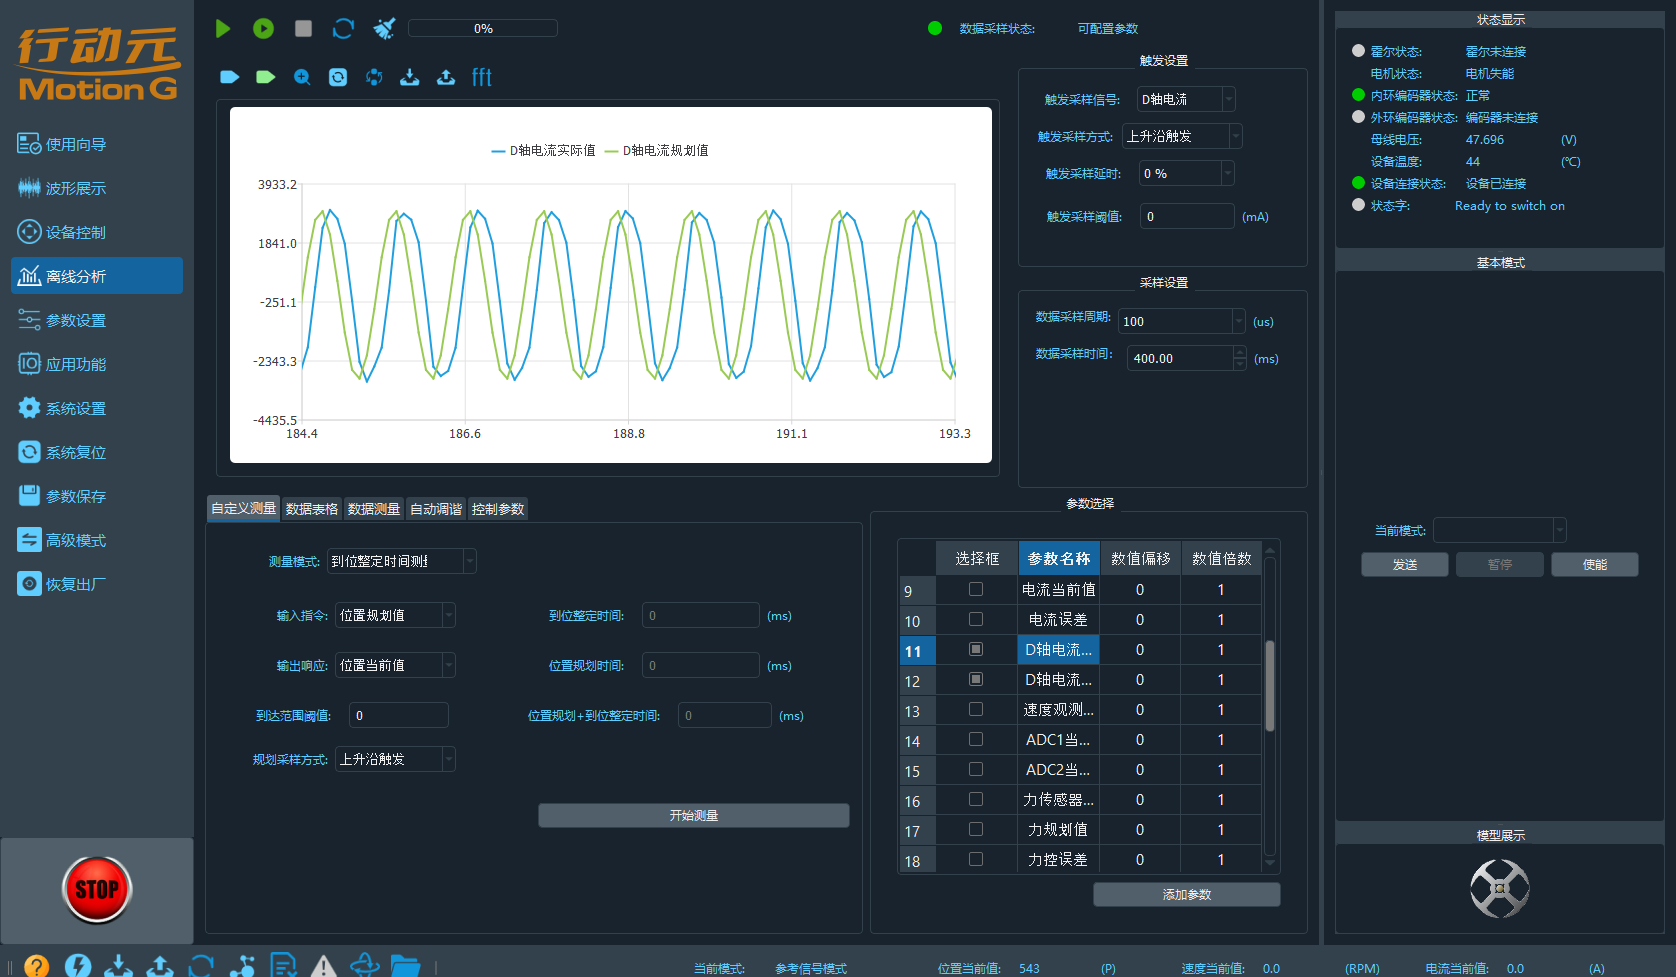 行动元
Motion G
使用向导
波形展示
设备控制
离线分析
参数设置
应用功能
系统设置
系统复位
参数保存
高级模式
恢复出厂
STOP
0%
数据采样状态: 可配置参数
fft
D轴电流实际值 D轴电流规划值
3933.2
1841.0
-251.1
-2343.3
-4435.5
184.4 186.6 188.8 191.1 193.3
触发设置
触发采样信号: D轴电流
触发采样方式: 上升沿触发
触发采样延时: 0 %
触发采样阈值: 0 (mA)
采样设置
数据采样周期: 100 (us)
数据采样时间: 400.00 (ms)
自定义测量 数据表格 数据测量 自动调谐 控制参数
测量模式: 到位整定时间测
输入指令: 位置规划值 到位整定时间: 0 (ms)
输出响应: 位置当前值 位置规划时间: 0 (ms)
到达范围阈值: 0 位置规划+到位整定时间: 0 (ms)
规划采样方式: 上升沿触发
开始测量
参数选择
选择框 参数名称 数值偏移 数值倍数
9 电流当前值 0 1
10 电流误差 0 1
11 D轴电流... 0 1
12 D轴电流... 0 1
13 速度观测... 0 1
14 ADC1当... 0 1
15 ADC2当... 0 1
16 力传感器... 0 1
17 力规划值 0 1
18 力控误差 0 1
添加参数
状态显示
霍尔状态: 霍尔未连接
电机状态: 电机失能
内环编码器状态: 正常
外环编码器状态: 编码器未连接
母线电压: 47.696 (V)
设备温度: 44 (℃)
设备连接状态: 设备已连接
状态字: Ready to switch on
基本模式
当前模式:
发送 暂停 使能
模型展示
当前模式: 参考信号模式 位置当前值: 543 (P) 速度当前值: 0.0 (RPM) 电流当前值: 0.0 (A)